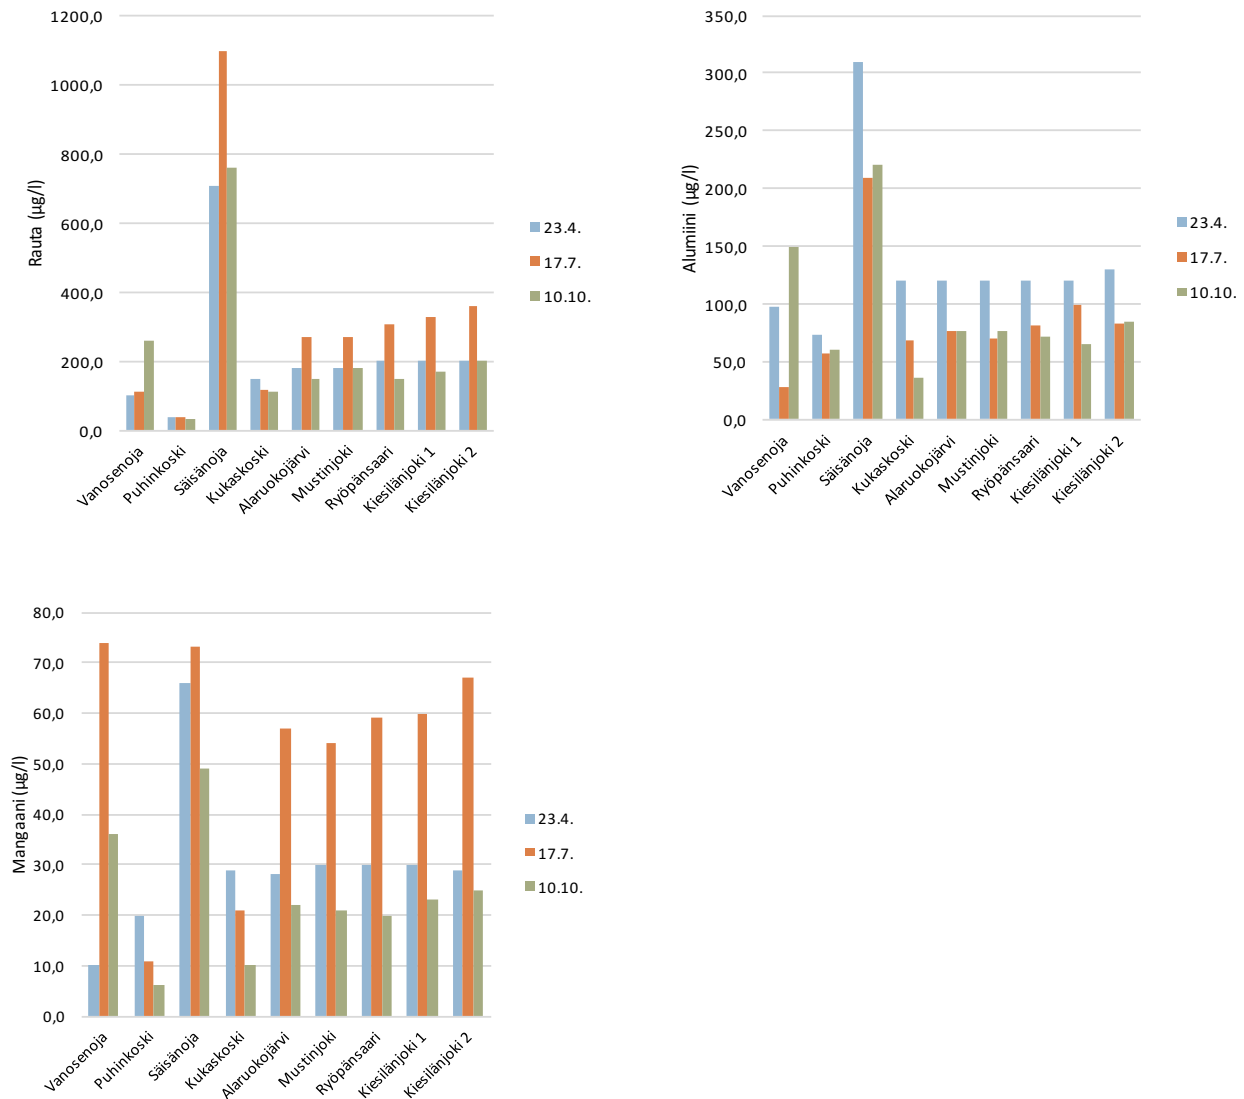 1200,0
1000,0
800,0
600,0
400,0
200,0
0,0
Rauta (µg/l)
Vanosenoja
Puhinkoski
Säisänoja
Kukaskoski
Alaruokojärvi
Mustinjoki
Ryöpänsaari
Kiesilänjoki 1
Kiesilänjoki 2
23.4.
17.7.
10.10.
350,0
300,0
250,0
200,0
150,0
100,0
50,0
0,0
Alumiini (µg/l)
Vanosenoja
Puhinkoski
Säisänoja
Kukaskoski
Alaruokojärvi
Mustinjoki
Ryöpänsaari
Kiesilänjoki 1
Kiesilänjoki 2
23.4.
17.7.
10.10.
80,0
70,0
60,0
50,0
40,0
30,0
20,0
10,0
0,0
Mangaani (µg/l)
Vanosenoja
Puhinkoski
Säisänoja
Kukaskoski
Alaruokojärvi
Mustinjoki
Ryöpänsaari
Kiesilänjoki 1
Kiesilänjoki 2
23.4.
17.7.
10.10.